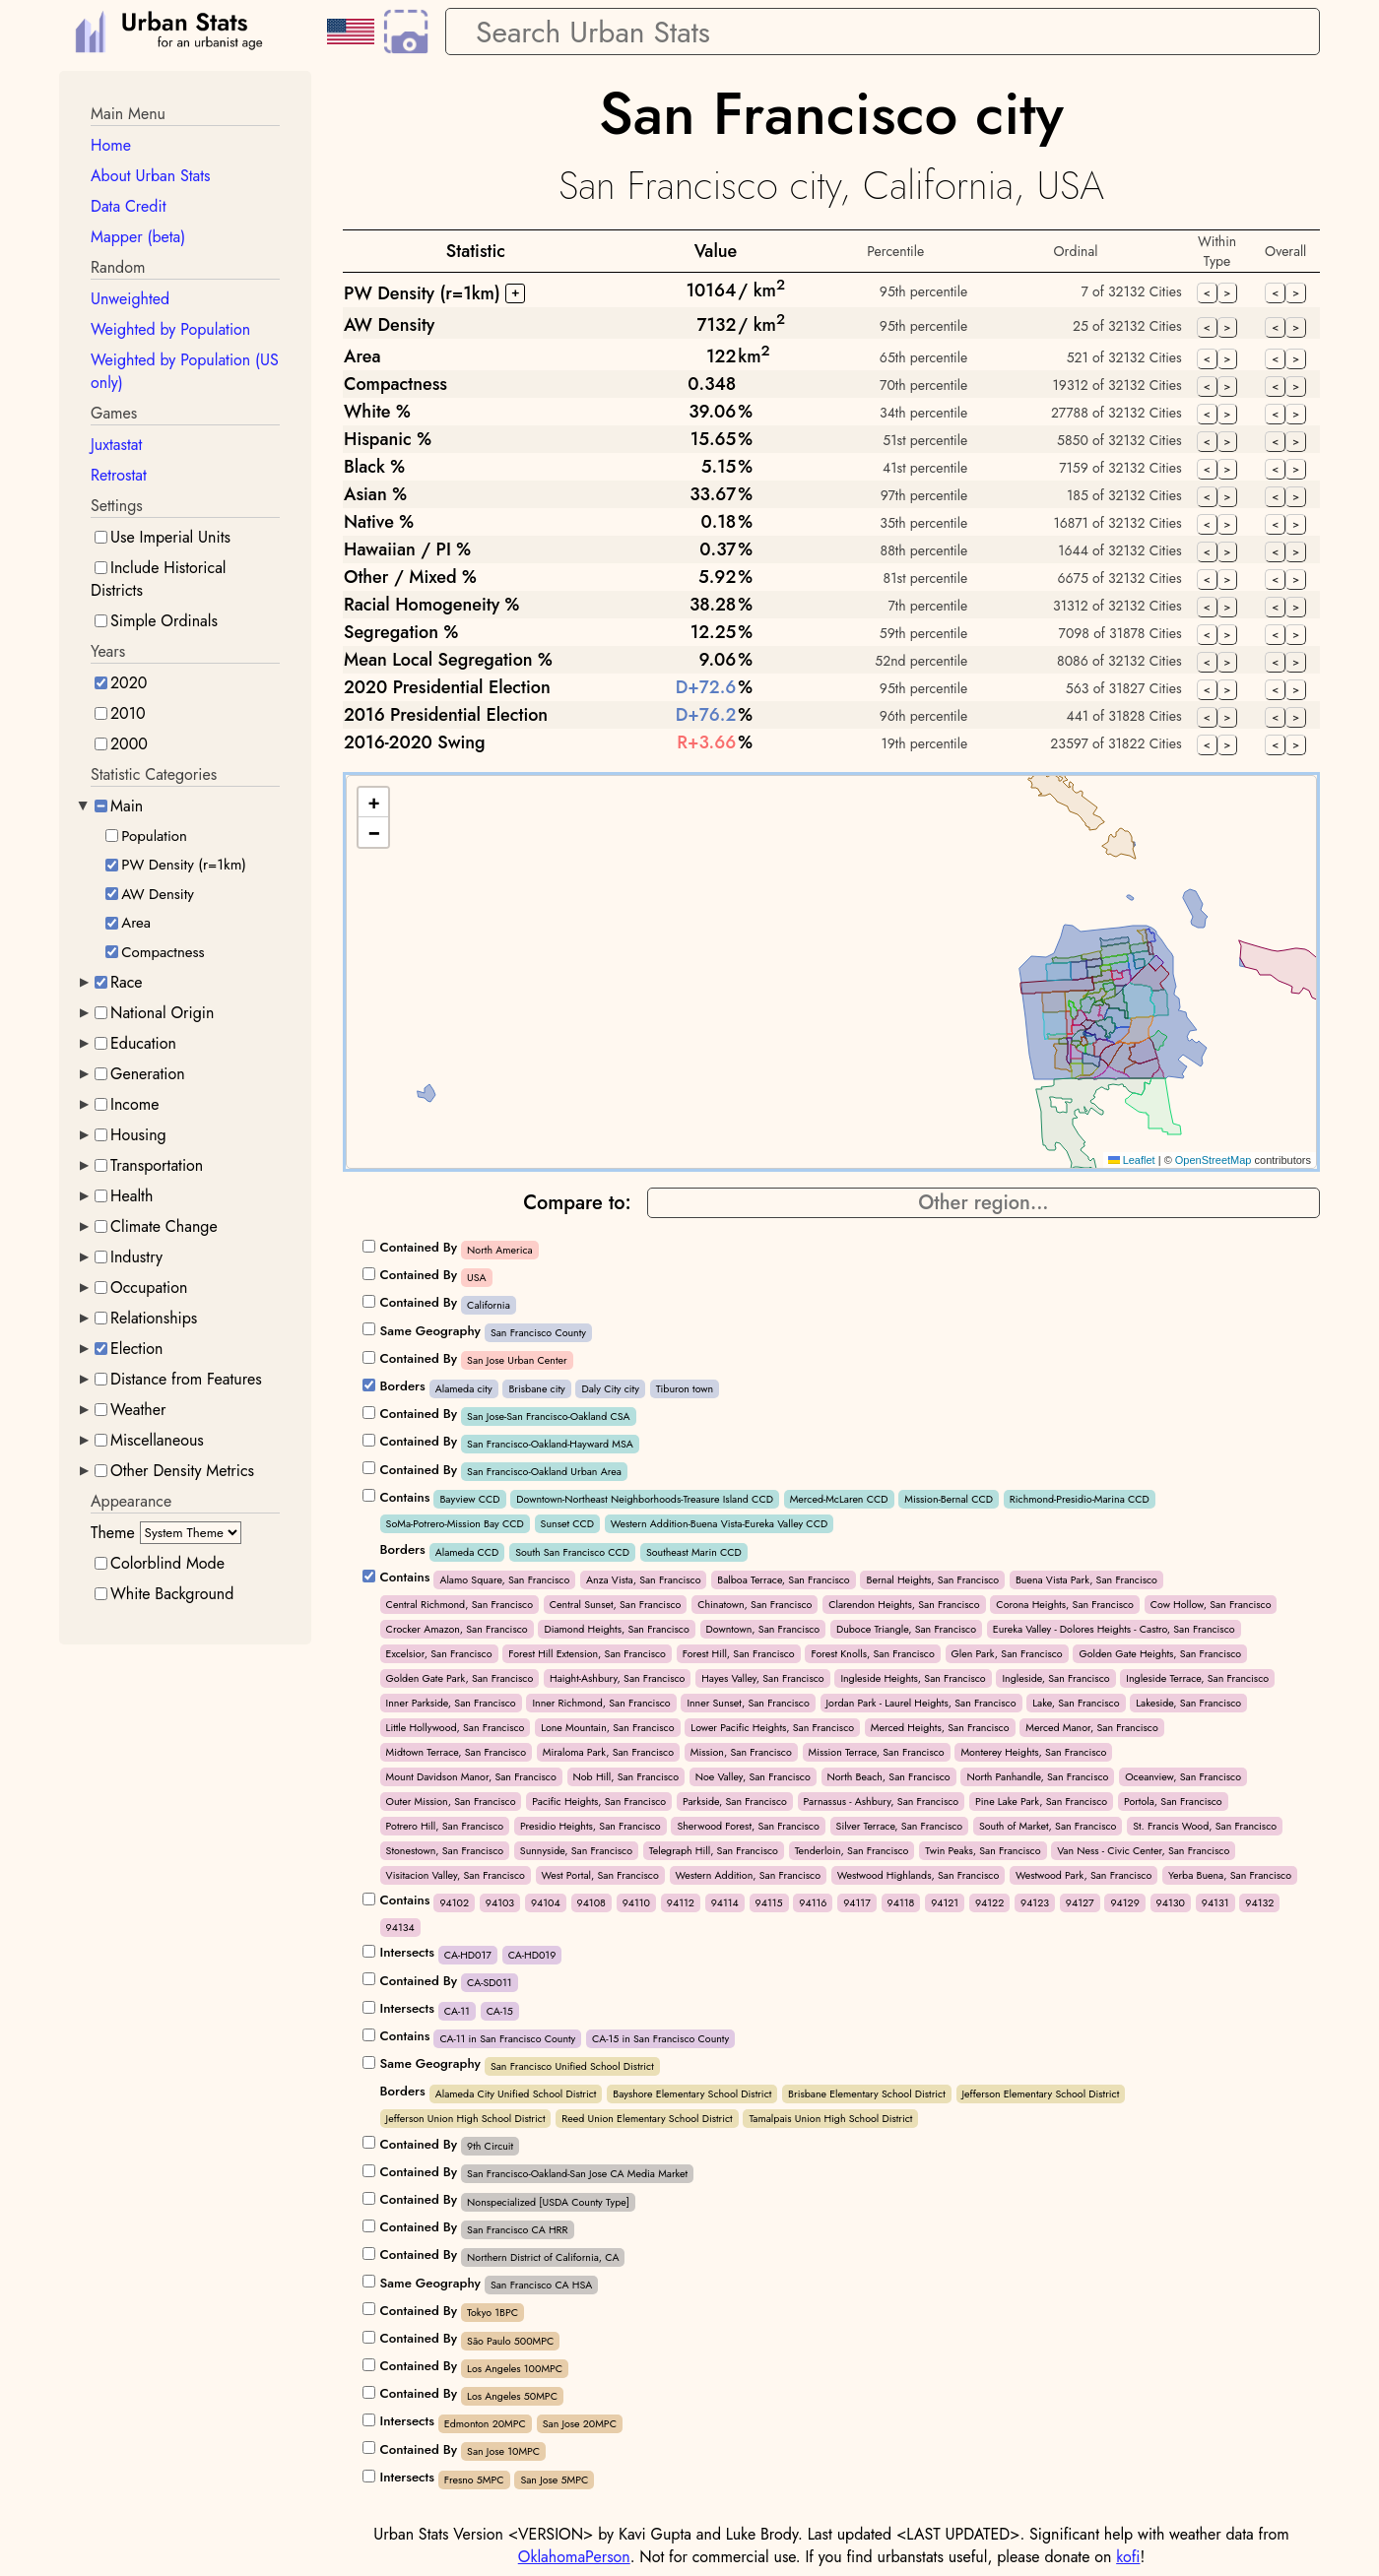 Urban Stats
for an urbanist age
Search Urban Stats
Main Menu
Home
About Urban Stats
Data Credit
Mapper (beta)
Random
Unweighted
Weighted by Population
Weighted by Population (US
only)
Games
Juxtastat
Retrostat
Settings
Use Imperial Units
Include Historical
Districts
Simple Ordinals
Years
2020
2010
2000
Statistic Categories
Main
Population
PW Density (r=1km)
AW Density
Area
Compactness
Race
National Origin
Education
Generation
Income
Housing
Transportation
Health
Climate Change
Industry
Occupation
Relationships
Election
Distance from Features
Weather
Miscellaneous
Other Density Metrics
Appearance
Theme System Theme
Colorblind Mode
White Background
San Francisco city
San Francisco city, California, USA
Statistic Value Percentile Ordinal Within Type Overall
PW Density (r=1km) + 10164 / km2 95th percentile 7 of 32132 Cities < > < >
AW Density 7132 / km2 95th percentile 25 of 32132 Cities < > < >
Area 122 km2 65th percentile 521 of 32132 Cities < > < >
Compactness 0.348 70th percentile 19312 of 32132 Cities < > < >
White % 39.06% 34th percentile 27788 of 32132 Cities < > < >
Hispanic % 15.65% 51st percentile 5850 of 32132 Cities < > < >
Black % 5.15% 41st percentile 7159 of 32132 Cities < > < >
Asian % 33.67% 97th percentile 185 of 32132 Cities < > < >
Native % 0.18% 35th percentile 16871 of 32132 Cities < > < >
Hawaiian / PI % 0.37% 88th percentile 1644 of 32132 Cities < > < >
Other / Mixed % 5.92% 81st percentile 6675 of 32132 Cities < > < >
Racial Homogeneity % 38.28% 7th percentile 31312 of 32132 Cities < > < >
Segregation % 12.25% 59th percentile 7098 of 31878 Cities < > < >
Mean Local Segregation % 9.06% 52nd percentile 8086 of 32132 Cities < > < >
2020 Presidential Election D+72.6% 95th percentile 563 of 31827 Cities < > < >
2016 Presidential Election D+76.2% 96th percentile 441 of 31828 Cities < > < >
2016-2020 Swing R+3.66% 19th percentile 23597 of 31822 Cities < > < >
+
−
Leaflet | © OpenStreetMap contributors
Compare to: Other region...
Contained By North America
Contained By USA
Contained By California
Same Geography San Francisco County
Contained By San Jose Urban Center
Borders Alameda city Brisbane city Daly City city Tiburon town
Contained By San Jose-San Francisco-Oakland CSA
Contained By San Francisco-Oakland-Hayward MSA
Contained By San Francisco-Oakland Urban Area
Contains Bayview CCD Downtown-Northeast Neighborhoods-Treasure Island CCD Merced-McLaren CCD Mission-Bernal CCD Richmond-Presidio-Marina CCD
SoMa-Potrero-Mission Bay CCD Sunset CCD Western Addition-Buena Vista-Eureka Valley CCD
Borders Alameda CCD South San Francisco CCD Southeast Marin CCD
Contains Alamo Square, San Francisco Anza Vista, San Francisco Balboa Terrace, San Francisco Bernal Heights, San Francisco Buena Vista Park, San Francisco
Central Richmond, San Francisco Central Sunset, San Francisco Chinatown, San Francisco Clarendon Heights, San Francisco Corona Heights, San Francisco Cow Hollow, San Francisco
Crocker Amazon, San Francisco Diamond Heights, San Francisco Downtown, San Francisco Duboce Triangle, San Francisco Eureka Valley - Dolores Heights - Castro, San Francisco
Excelsior, San Francisco Forest Hill Extension, San Francisco Forest Hill, San Francisco Forest Knolls, San Francisco Glen Park, San Francisco Golden Gate Heights, San Francisco
Golden Gate Park, San Francisco Haight-Ashbury, San Francisco Hayes Valley, San Francisco Ingleside Heights, San Francisco Ingleside, San Francisco Ingleside Terrace, San Francisco
Inner Parkside, San Francisco Inner Richmond, San Francisco Inner Sunset, San Francisco Jordan Park - Laurel Heights, San Francisco Lake, San Francisco Lakeside, San Francisco
Little Hollywood, San Francisco Lone Mountain, San Francisco Lower Pacific Heights, San Francisco Merced Heights, San Francisco Merced Manor, San Francisco
Midtown Terrace, San Francisco Miraloma Park, San Francisco Mission, San Francisco Mission Terrace, San Francisco Monterey Heights, San Francisco
Mount Davidson Manor, San Francisco Nob Hill, San Francisco Noe Valley, San Francisco North Beach, San Francisco North Panhandle, San Francisco Oceanview, San Francisco
Outer Mission, San Francisco Pacific Heights, San Francisco Parkside, San Francisco Parnassus - Ashbury, San Francisco Pine Lake Park, San Francisco Portola, San Francisco
Potrero Hill, San Francisco Presidio Heights, San Francisco Sherwood Forest, San Francisco Silver Terrace, San Francisco South of Market, San Francisco St. Francis Wood, San Francisco
Stonestown, San Francisco Sunnyside, San Francisco Telegraph Hill, San Francisco Tenderloin, San Francisco Twin Peaks, San Francisco Van Ness - Civic Center, San Francisco
Visitacion Valley, San Francisco West Portal, San Francisco Western Addition, San Francisco Westwood Highlands, San Francisco Westwood Park, San Francisco Yerba Buena, San Francisco
Contains 94102 94103 94104 94108 94110 94112 94114 94115 94116 94117 94118 94121 94122 94123 94127 94129 94130 94131 94132
94134
Intersects CA-HD017 CA-HD019
Contained By CA-SD011
Intersects CA-11 CA-15
Contains CA-11 in San Francisco County CA-15 in San Francisco County
Same Geography San Francisco Unified School District
Borders Alameda City Unified School District Bayshore Elementary School District Brisbane Elementary School District Jefferson Elementary School District
Jefferson Union High School District Reed Union Elementary School District Tamalpais Union High School District
Contained By 9th Circuit
Contained By San Francisco-Oakland-San Jose CA Media Market
Contained By Nonspecialized [USDA County Type]
Contained By San Francisco CA HRR
Contained By Northern District of California, CA
Same Geography San Francisco CA HSA
Contained By Tokyo 1BPC
Contained By São Paulo 500MPC
Contained By Los Angeles 100MPC
Contained By Los Angeles 50MPC
Intersects Edmonton 20MPC San Jose 20MPC
Contained By San Jose 10MPC
Intersects Fresno 5MPC San Jose 5MPC
Urban Stats Version <VERSION> by Kavi Gupta and Luke Brody. Last updated <LAST UPDATED>. Significant help with weather data from
OklahomaPerson. Not for commercial use. If you find urbanstats useful, please donate on kofi!